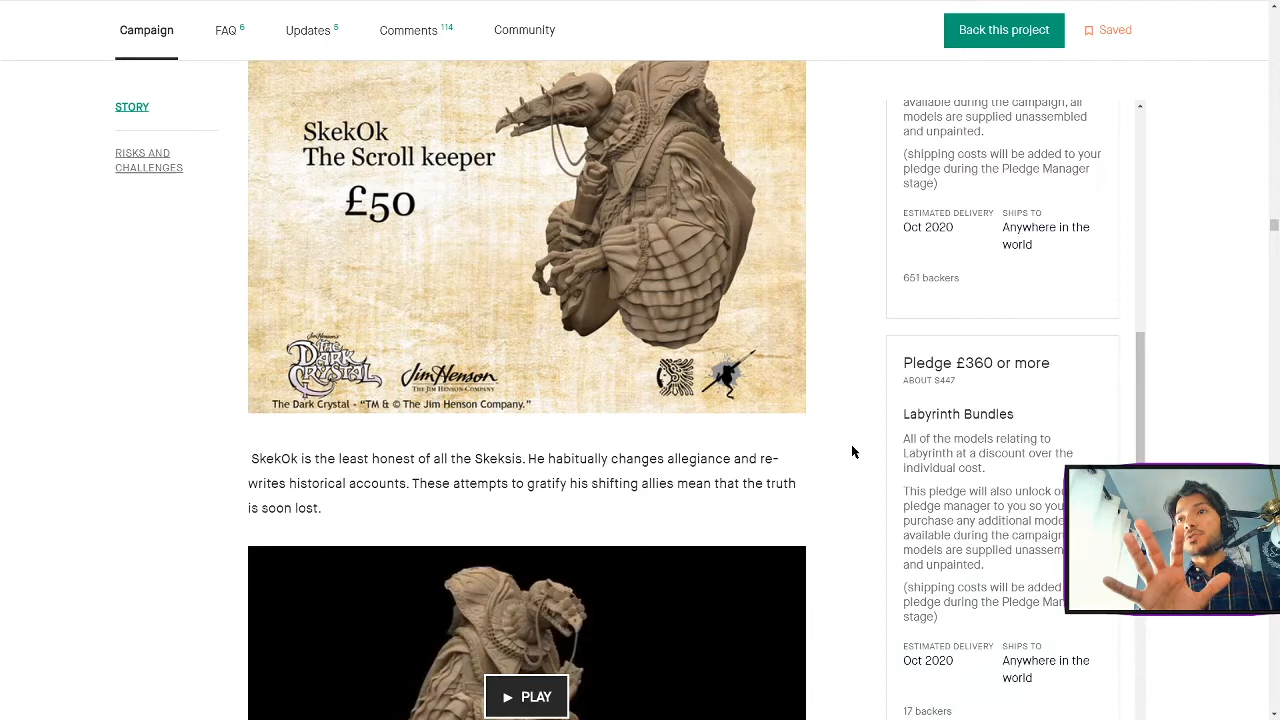 Campaign
FAQ 6
Updates 5
Comments 114
Community
Back this project
Saved
STORY
RISKS AND
CHALLENGES
SkekOk
The Scroll keeper
£50
Jim Henson's
THE
DARK
CRYSTAL
Jim Henson
THE JIM HENSON COMPANY
The Dark Crystal - “TM & © The Jim Henson Company.”
SkekOk is the least honest of all the Skeksis. He habitually changes allegiance and re-
writes historical accounts. These attempts to gratify his shifting allies mean that the truth
is soon lost.
PLAY
available during the campaign, all
models are supplied unassembled
and unpainted.
(shipping costs will be added to your
pledge during the Pledge Manager
stage)
ESTIMATED DELIVERY
Oct 2020
SHIPS TO
Anywhere in the
world
651 backers
Pledge £360 or more
ABOUT $447
Labyrinth Bundles
All of the models relating to
Labyrinth at a discount over the
individual cost.
This pledge will also unlock
pledge manager to you so you
purchase any additional
available during the campaign
models are supplied
and unpainted.
(shipping costs will be added
pledge during the Pledge
stage)
ESTIMATED DELIVERY
Oct 2020
SHIPS TO
Anywhere in the
world
17 backers